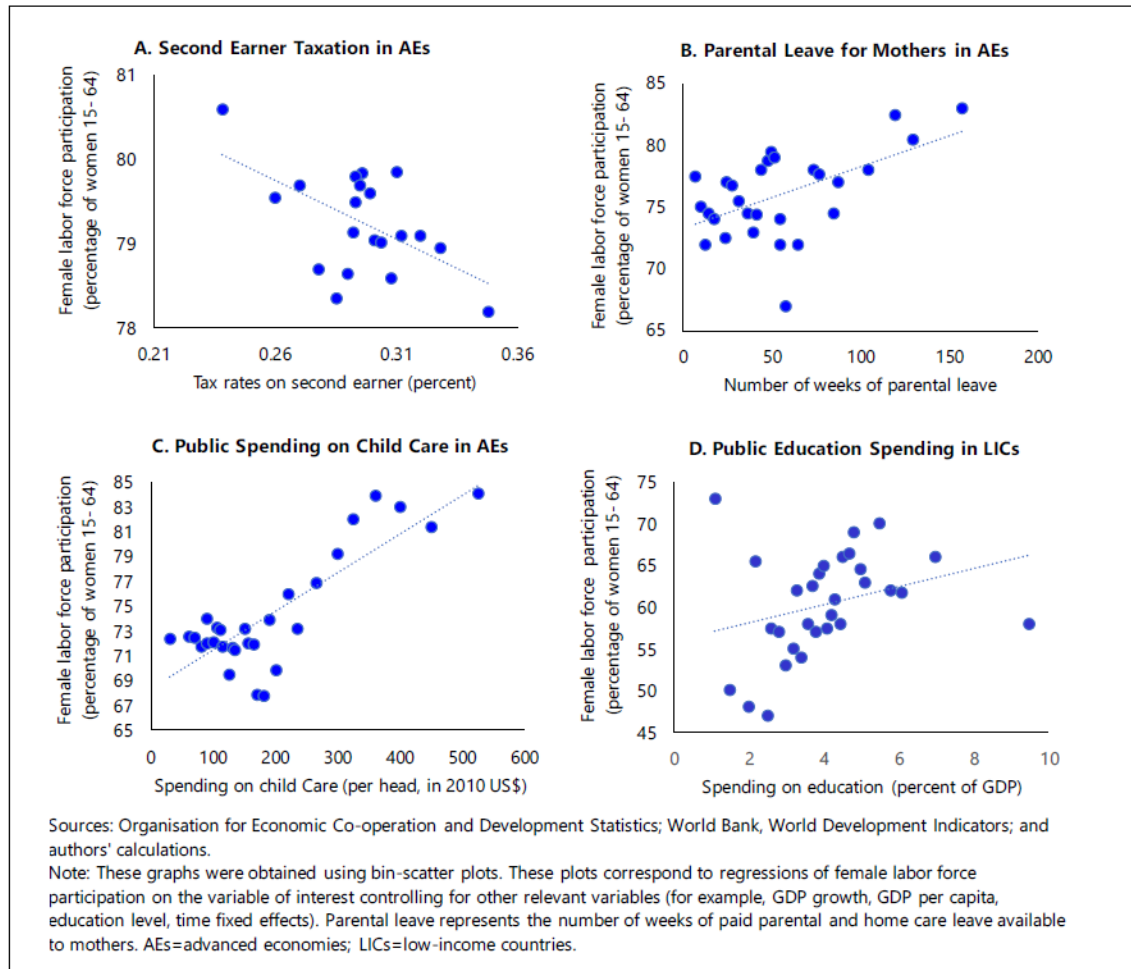 A. Second Earner Taxation in AEs
Female labor force participation
(percentage of women 15- 64)
81
80
79
78
0.21 0.26 0.31 0.36
Tax rates on second earner (percent)
B. Parental Leave for Mothers in AEs
Female labor force participation
(percentage of women 15- 64)
85
80
75
70
65
0 50 100 150 200
Number of weeks of parental leave
C. Public Spending on Child Care in AEs
Female labor force participation
(percentage of women 15- 64)
85
83
81
79
77
75
73
71
69
67
65
0 100 200 300 400 500 600
Spending on child Care (per head, in 2010 US$)
D. Public Education Spending in LICs
Female labor force participation
(percentage of women 15- 64)
75
70
65
60
55
50
45
0 2 4 6 8 10
Spending on education (percent of GDP)
Sources: Organisation for Economic Co-operation and Development Statistics; World Bank, World Development Indicators; and
authors' calculations.
Note: These graphs were obtained using bin-scatter plots. These plots correspond to regressions of female labor force
participation on the variable of interest controlling for other relevant variables (for example, GDP growth, GDP per capita,
education level, time fixed effects). Parental leave represents the number of weeks of paid parental and home care leave available
to mothers. AEs=advanced economies; LICs=low-income countries.